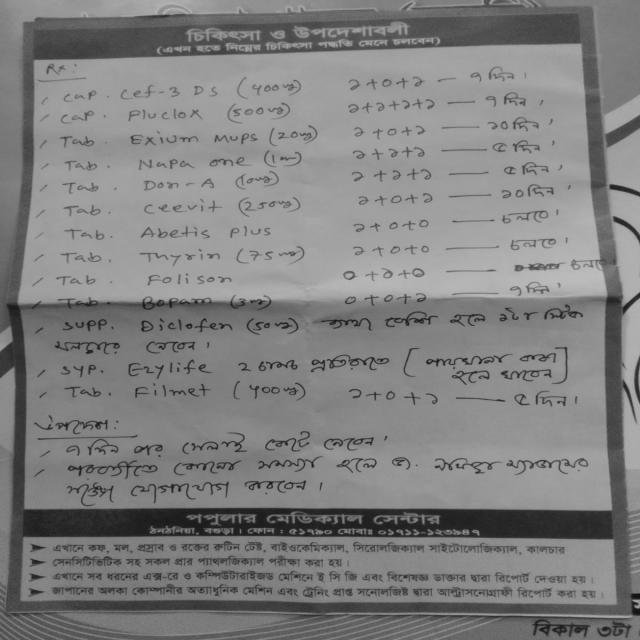 চিকিৎসা ও উপদেশাবলী
(এখন হতে নিম্নের চিকিৎসা পদ্ধতি মেনে চলবেন)
Rx:
Cap. Cef-3 DS (400mg) ১+০+১ — ৭ দিন।
Cap. Pluclox (500mg) ১+১+১+১ — ৭ দিন।
Tab. Exium Mups (20mg) ১+০+১ — ১০ দিন।
Tab. Napa one (1gm) ১+১+১ — ৫ দিন।
Tab. Don-A (10mg) ১+১+১ — ৫ দিন।
Tab. Ceevit (250mg) ১+০+১ — ১০ দিন।
Tab. Abetis Plus ১+০+০ — চলবে।
Tab. Thyrin (75mg) ১+০+০ — চলবে।
Tab. Folison ০+১+০ — চলবে
Tab. Bopam (3mg) ০+০+১ — ৭ দিন।
Supp. Diclofen (50mg) ব্যথা বেশি হলে ১টা স্টিক
মলদ্বারে নেবেন।
Syp. Ezylife ২ চামচ প্রতিরাতে [পায়খানা কষা
হলে খাবেন]
Tab. Filmet (400mg) ১+০+১ — ৫ দিন।
উপদেশ:
৭ দিন পর সেলাই কেটে নেবেন।
পরবর্তীতে কোনো সমস্যা হলে ডা. ম্যাডামের
সঙ্গে যোগাযোগ করবেন।
পপুলার মেডিক্যাল সেন্টার
ঠনঠনিয়া, বগুড়া। ফোন : ৫১৭৯০ মোবাঃ ০১৭১১-১২৩৯৪৭
➤ এখানে কফ, মল, প্রস্রাব ও রক্তের রুটিন টেষ্ট, বাইওকেমিক্যাল, সিরোলজিক্যাল সাইটোলোজিক্যাল, কালচার
➤ সেনসিটিভিটিক সহ সকল প্রার প্যাথলজিক্যাল পরীক্ষা করা হয়।
➤ এখানে সব ধরনের এক্স-রে ও কম্পিউটারাইজড মেশিনে ই সি জি এবং বিশেষজ্ঞ ডাক্তার দ্বারা রিপোর্ট দেওয়া হয়।
➤ জাপানের অলকা কোম্পানীর অত্যাধুনিক মেশিন এবং ট্রেনিং প্রাপ্ত সনোলজিষ্ট দ্বারা আল্ট্রাসনোগ্রাফী রিপোর্ট করা হয়।
বিকাল ৩টা